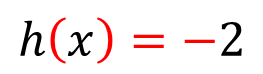 h(x) = −2